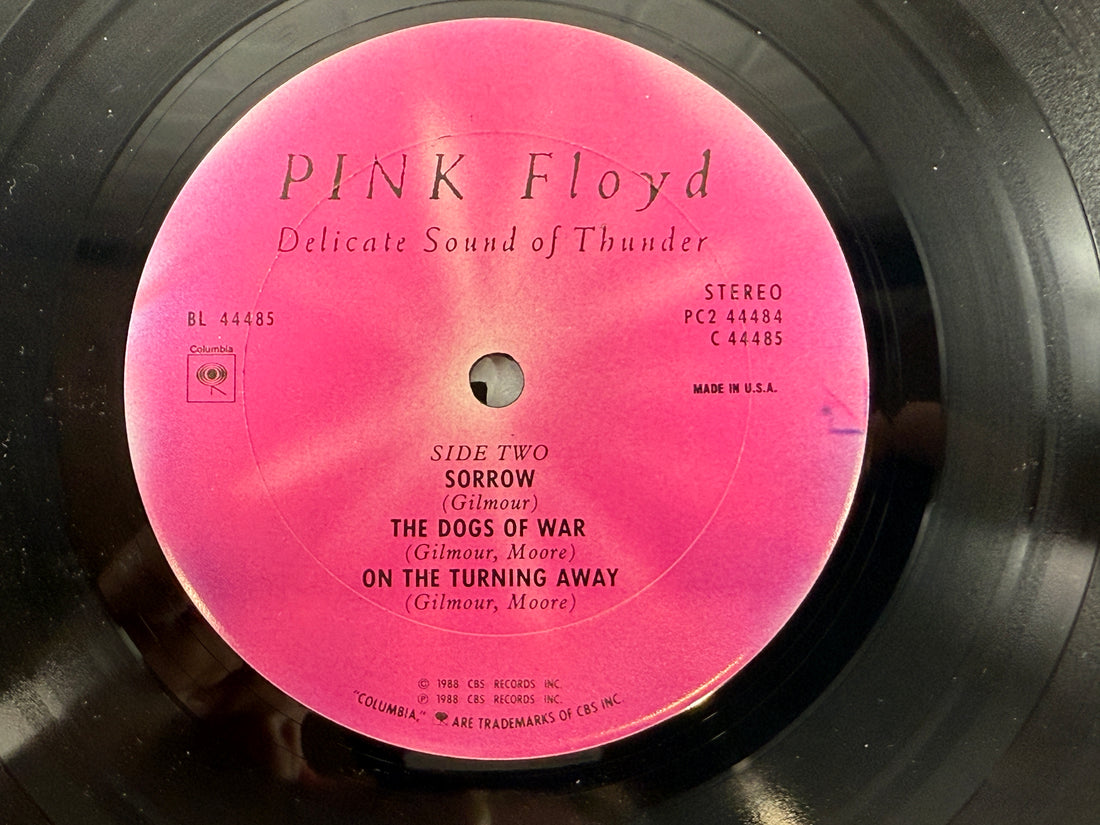 PINK Floyd
Delicate Sound of Thunder
BL 44485
Columbia
STEREO
PC2 44484
C 44485
MADE IN U.S.A.
SIDE TWO
SORROW
(Gilmour)
THE DOGS OF WAR
(Gilmour, Moore)
ON THE TURNING AWAY
(Gilmour, Moore)
© 1988 CBS RECORDS INC.
℗ 1988 CBS RECORDS INC.
"COLUMBIA," ARE TRADEMARKS OF CBS INC.